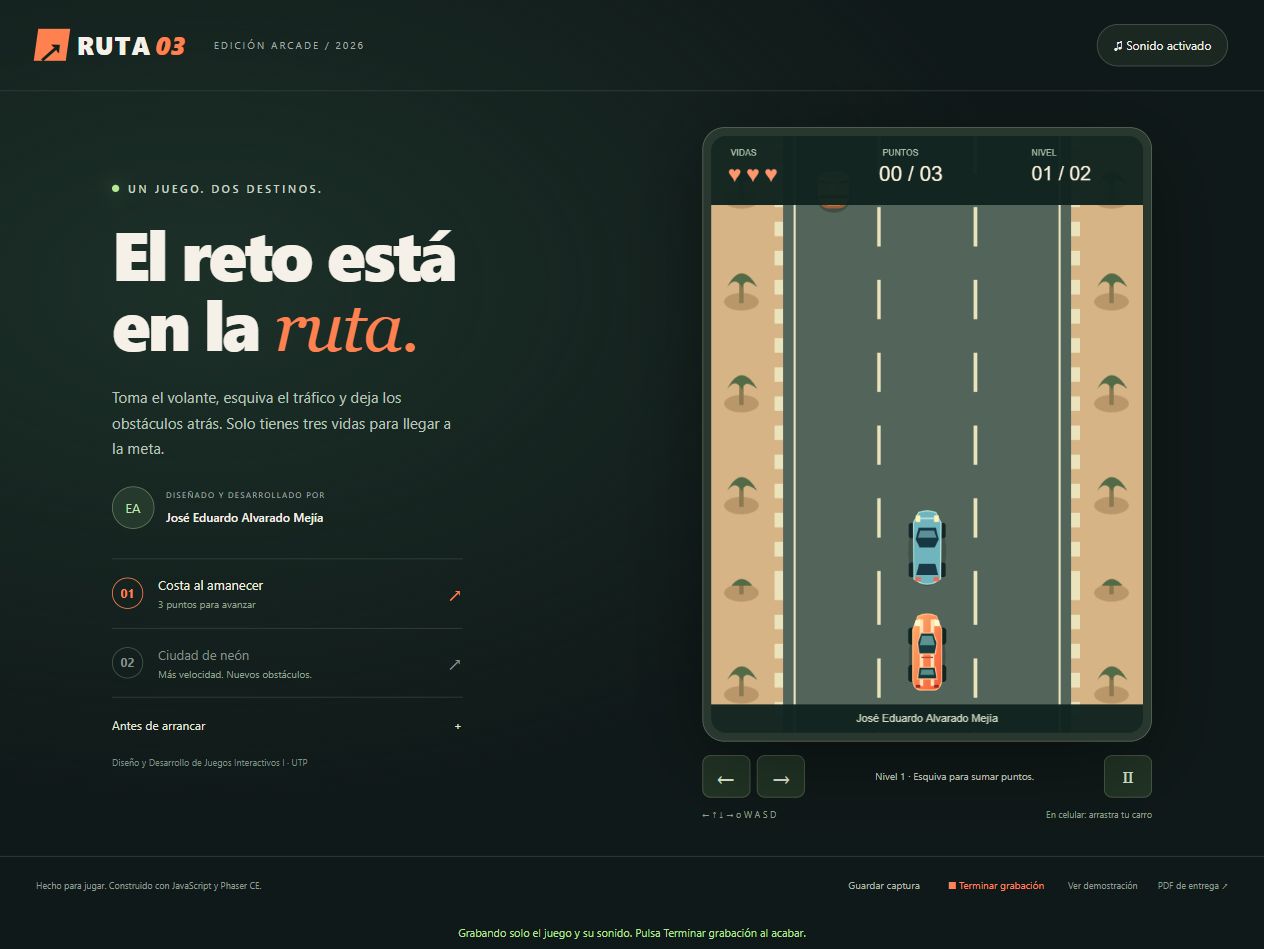 RUTA 03
EDICIÓN ARCADE / 2026
♫ Sonido activado
UN JUEGO. DOS DESTINOS.
El reto está
en la ruta.
Toma el volante, esquiva el tráfico y deja los
obstáculos atrás. Solo tienes tres vidas para llegar a
la meta.
EA
DISEÑADO Y DESARROLLADO POR
José Eduardo Alvarado Mejía
01
Costa al amanecer
3 puntos para avanzar
↗
02
Ciudad de neón
Más velocidad. Nuevos obstáculos.
↗
Antes de arrancar
+
Diseño y Desarrollo de Juegos Interactivos I · UTP
VIDAS
♥ ♥ ♥
PUNTOS
00 / 03
NIVEL
01 / 02
José Eduardo Alvarado Mejía
← →
Nivel 1 · Esquiva para sumar puntos.
II
← ↑ ↓ → o W A S D
En celular: arrastra tu carro
Hecho para jugar. Construido con JavaScript y Phaser CE.
Guardar captura
■ Terminar grabación
Ver demostración
PDF de entrega ↗
Grabando solo el juego y su sonido. Pulsa Terminar grabación al acabar.